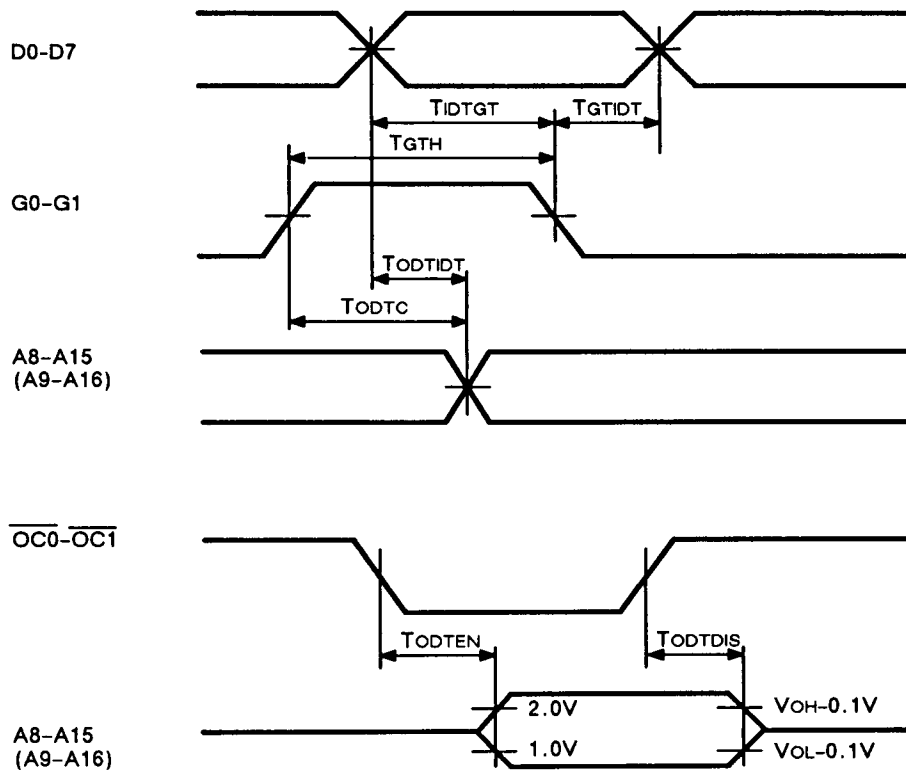 D0-D7
TIDTGT
TGTIDT
TGTH
G0-G1
TODTIDT
TODTC
A8-A15
(A9-A16)
OC0-OC1
TODTEN
TODTDIS
2.0V
VOH-0.1V
A8-A15
(A9-A16)
1.0V
VOL-0.1V